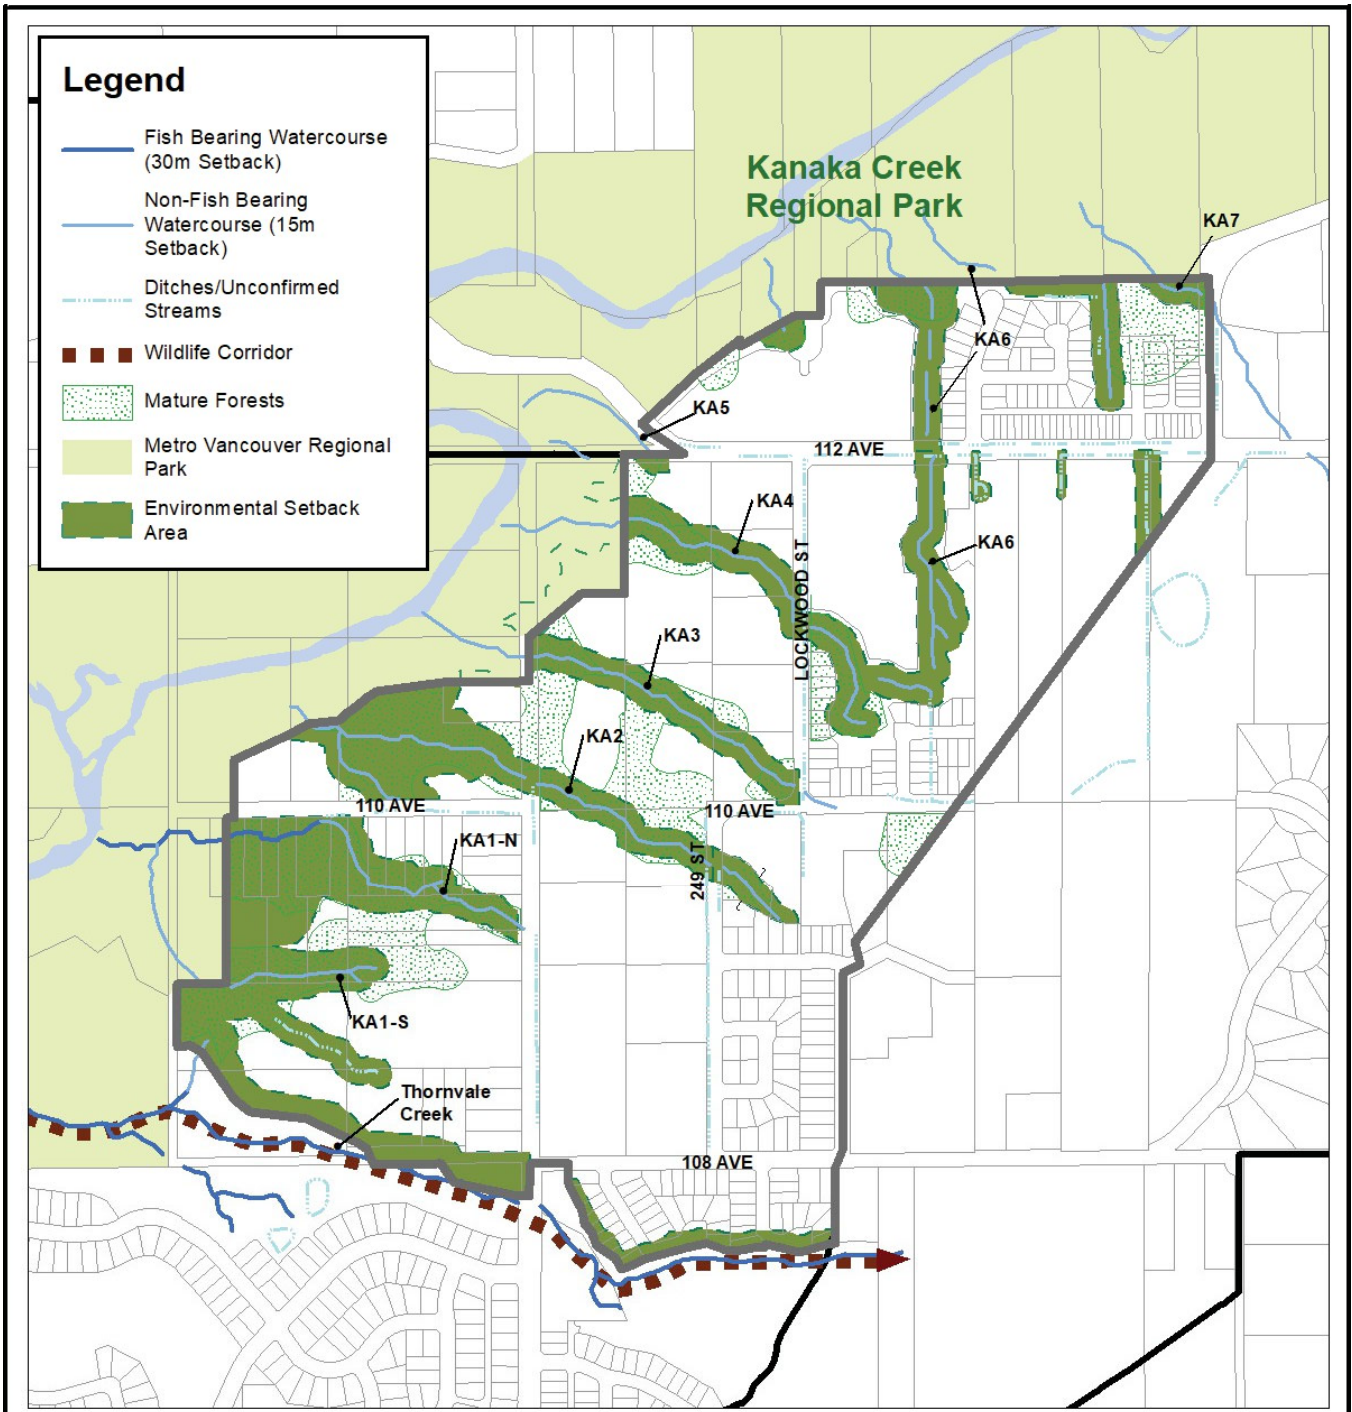 Legend
Fish Bearing Watercourse
(30m Setback)
Non-Fish Bearing
Watercourse (15m
Setback)
Ditches/Unconfirmed
Streams
Wildlife Corridor
Mature Forests
Metro Vancouver Regional
Park
Environmental Setback
Area
Kanaka Creek
Regional Park
KA7
KA6
KA5
112 AVE
KA4
KA6
LOCKWOOD ST
KA3
KA2
110 AVE
110 AVE
KA1-N
249 ST
KA1-S
Thornvale
Creek
108 AVE